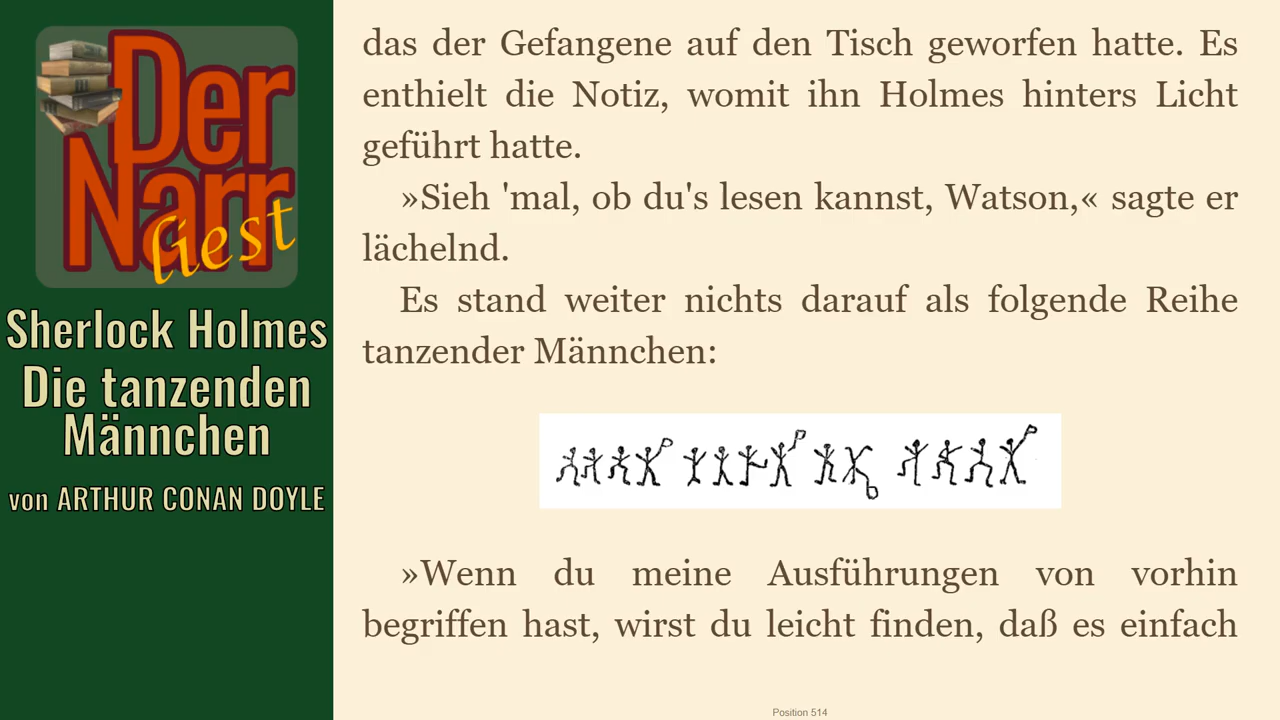 Der
Narr
liest
Sherlock Holmes
Die tanzenden
Männchen
von ARTHUR CONAN DOYLE
das der Gefangene auf den Tisch geworfen hatte. Es
enthielt die Notiz, womit ihn Holmes hinters Licht
geführt hatte.
»Sieh 'mal, ob du's lesen kannst, Watson,« sagte er
lächelnd.
Es stand weiter nichts darauf als folgende Reihe
tanzender Männchen:
»Wenn du meine Ausführungen von vorhin
begriffen hast, wirst du leicht finden, daß es einfach
Position 514